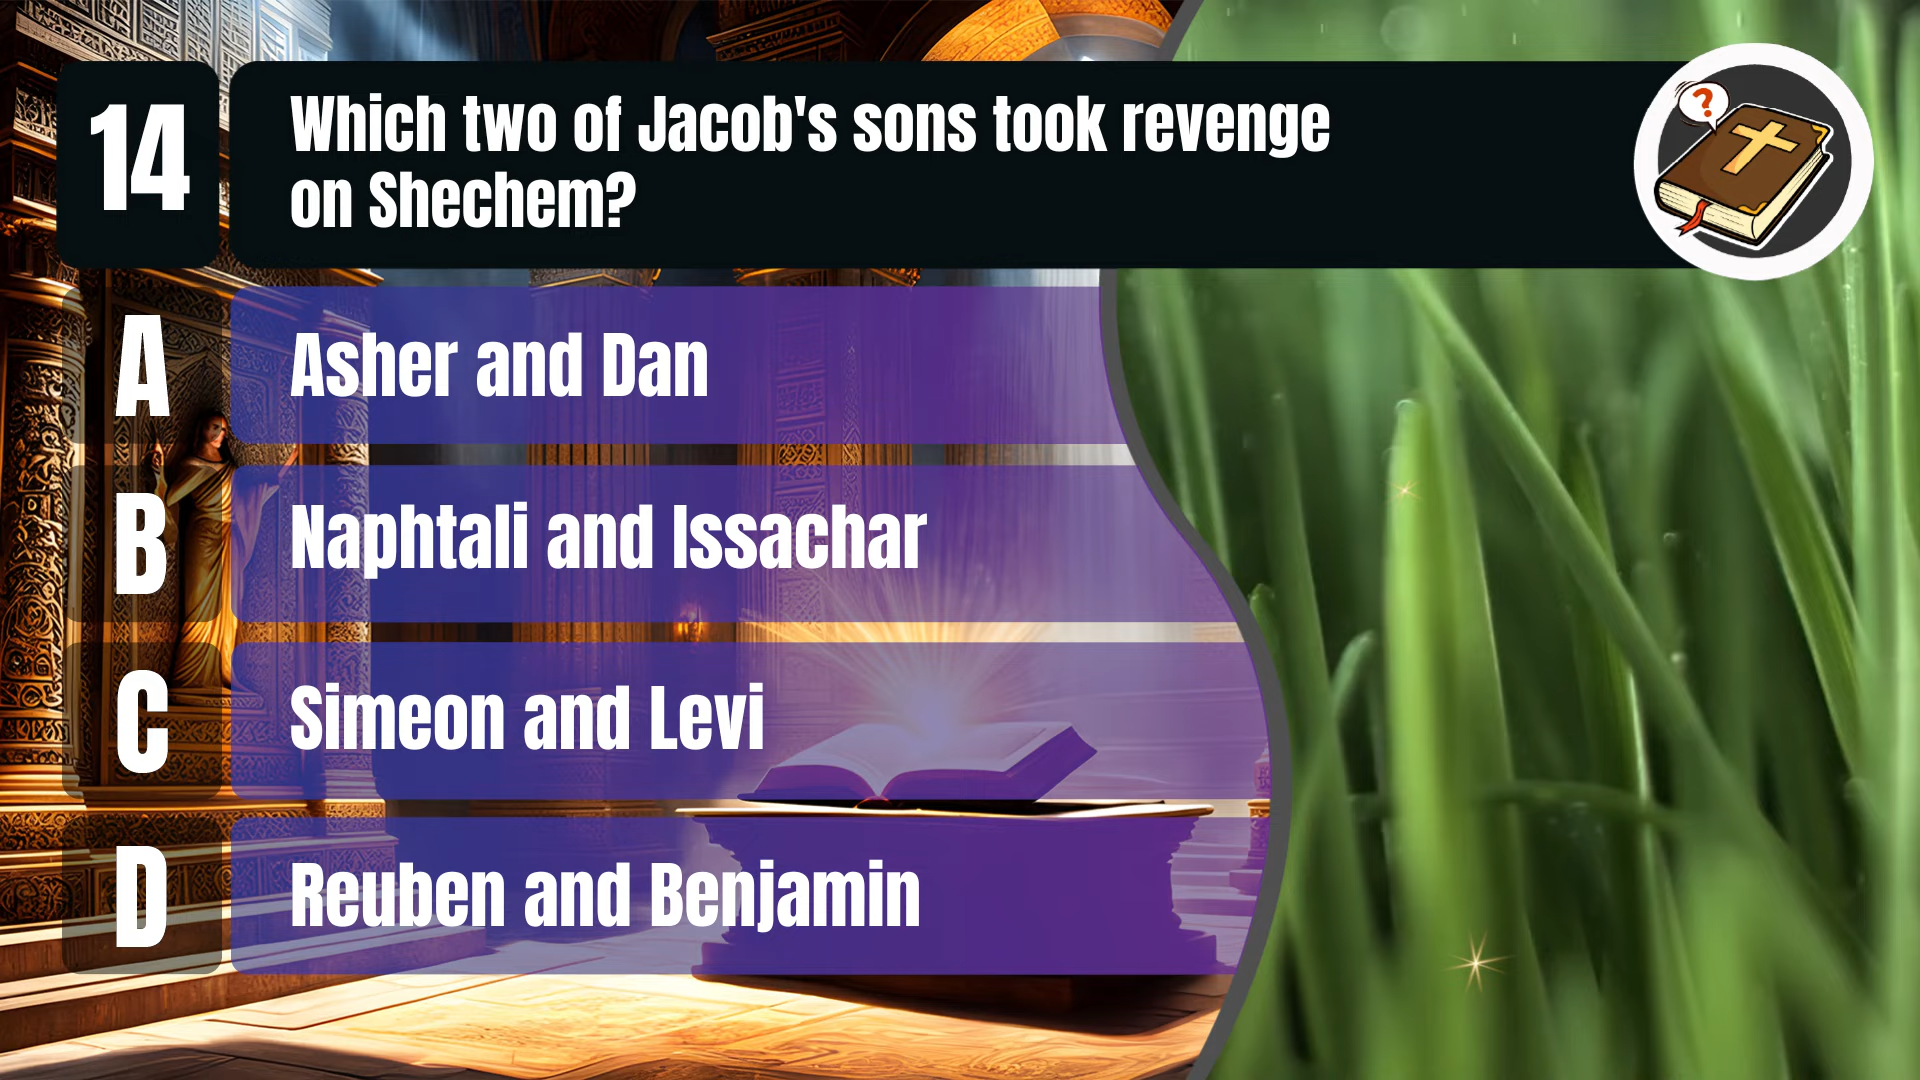 14
Which two of Jacob's sons took revenge
on Shechem?
?
A
Asher and Dan
B
Naphtali and Issachar
C
Simeon and Levi
D
Reuben and Benjamin